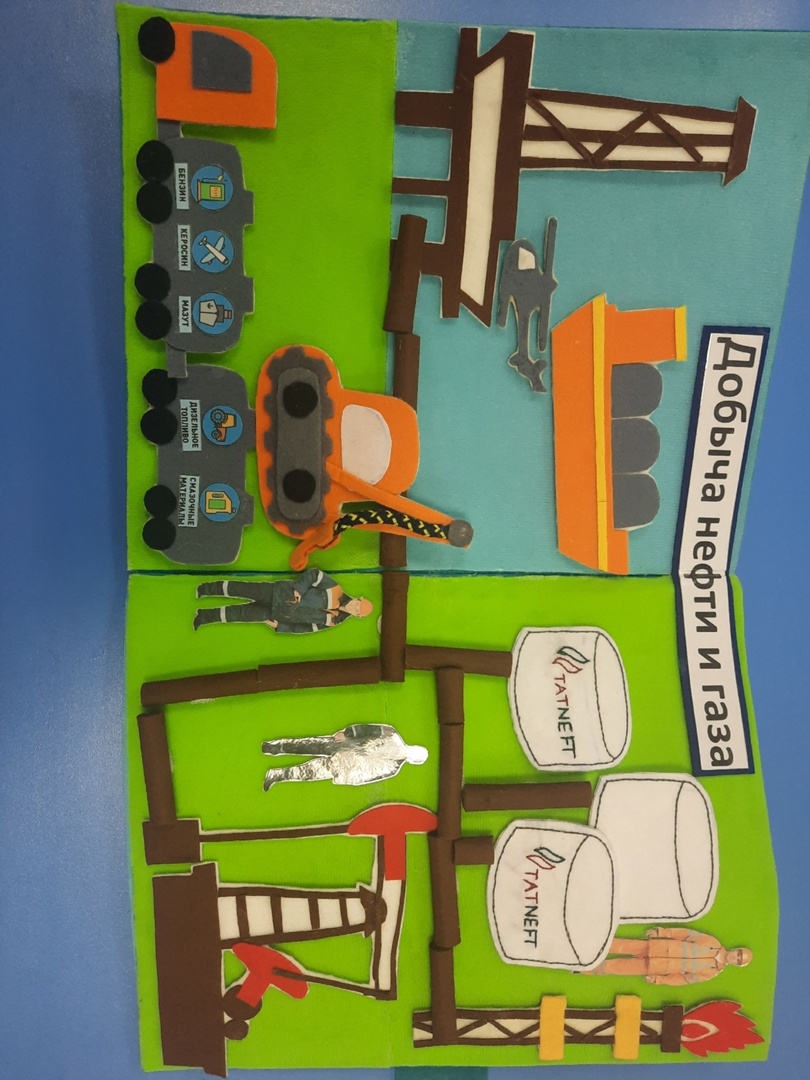 Добыча нефти и газа
TATNEFT
TATNEFT
БЕНЗИН
КЕРОСИН
МАЗУТ
ДИЗЕЛЬНОЕ
ТОПЛИВО
СМАЗОЧНЫЕ
МАТЕРИАЛЫ